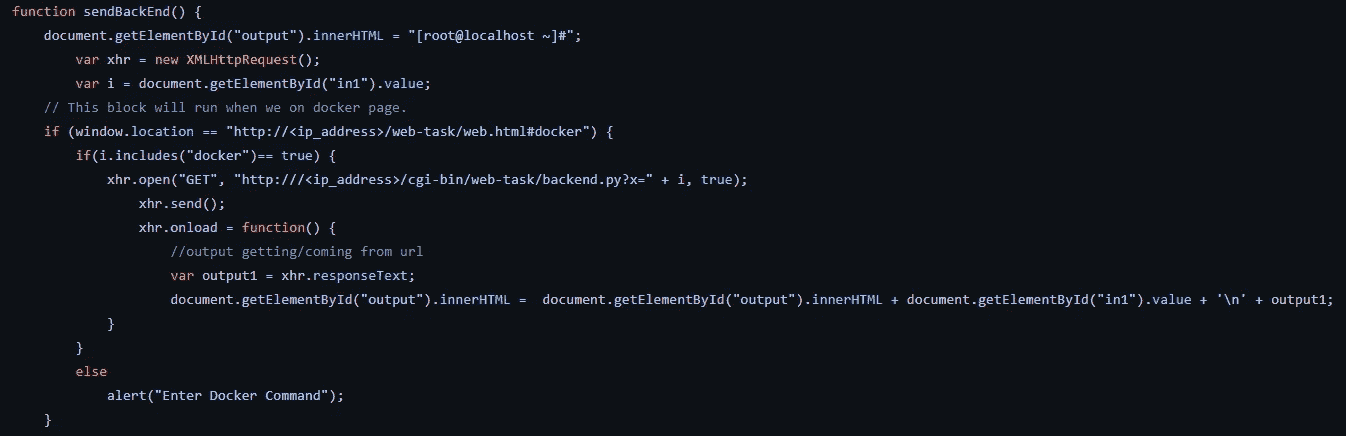 function sendBackEnd() {
    document.getElementById("output").innerHTML = "[root@localhost ~]#";
        var xhr = new XMLHttpRequest();
        var i = document.getElementById("in1").value;
    // This block will run when we on docker page.
    if (window.location == "http://<ip_address>/web-task/web.html#docker") {
        if(i.includes("docker")== true) {
            xhr.open("GET", "http:///<ip_address>/cgi-bin/web-task/backend.py?x=" + i, true);
                xhr.send();
                xhr.onload = function() {
                    //output getting/coming from url
                    var output1 = xhr.responseText;
                    document.getElementById("output").innerHTML =  document.getElementById("output").innerHTML + document.getElementById("in1").value + '\n' + output1;
            }
        }
        else
            alert("Enter Docker Command");
    }